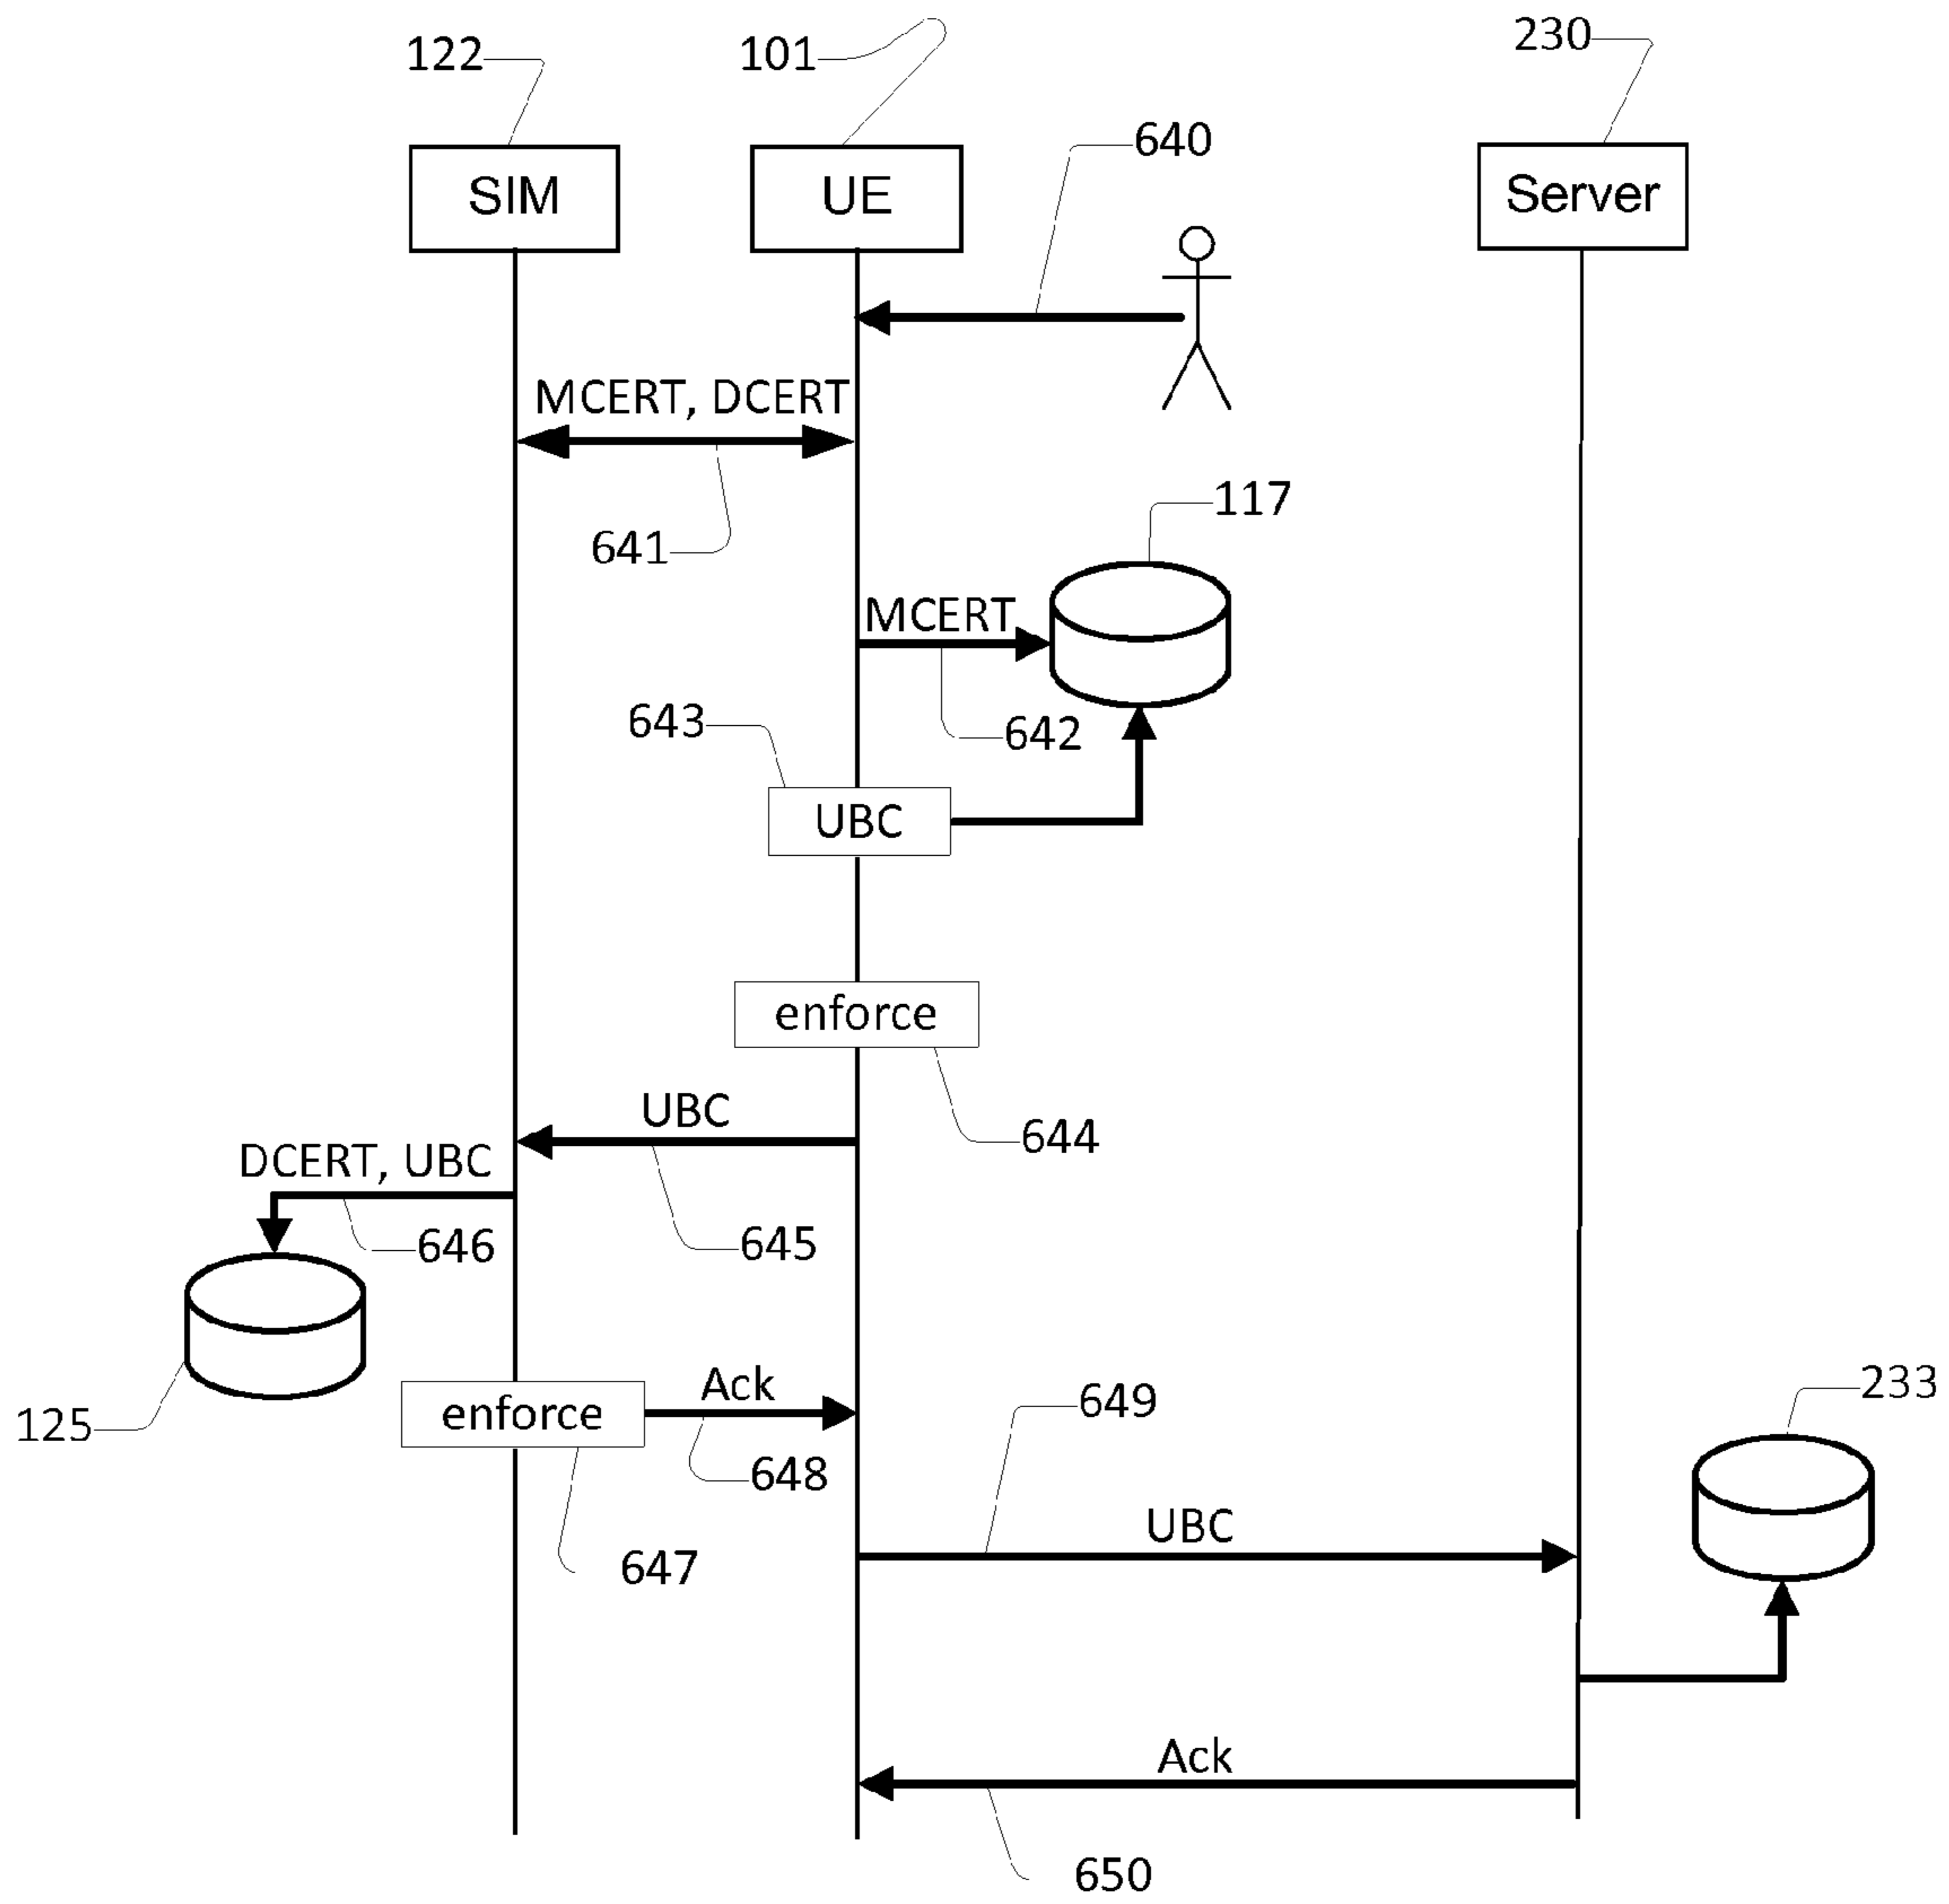 122
101
230
640
SIM
UE
Server
MCERT, DCERT
641
117
MCERT
643
642
UBC
enforce
UBC
644
DCERT, UBC
646
645
125
enforce
Ack
648
649
233
647
UBC
Ack
650